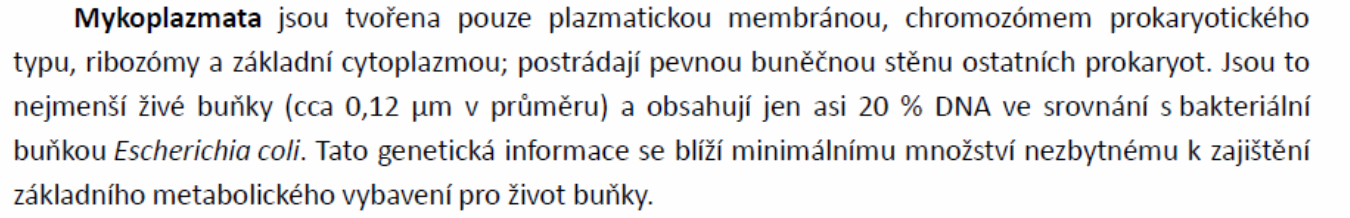 Mykoplazmata jsou tvořena pouze plazmatickou membránou, chromozómem prokaryotického
typu, ribozómy a základní cytoplazmou; postrádají pevnou buněčnou stěnu ostatních prokaryot. Jsou to
nejmenší živé buňky (cca 0,12 μm v průměru) a obsahují jen asi 20 % DNA ve srovnání s bakteriální
buňkou Escherichia coli. Tato genetická informace se blíží minimálnímu množství nezbytnému k zajištění
základního metabolického vybavení pro život buňky.